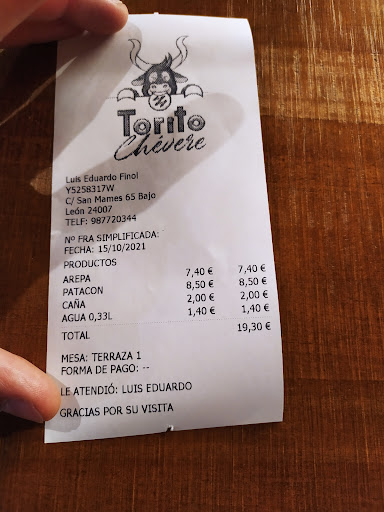 Torito
Chévere
Luis Eduardo Finol
Y5258317W
C/ San Mames 65 Bajo
León 24007
TELF: 987720344
Nº FRA SIMPLIFICADA:
FECHA: 15/10/2021
PRODUCTOS
AREPA 7,40 € 7,40 €
PATACON 8,50 € 8,50 €
CAÑA 2,00 € 2,00 €
AGUA 0,33L 1,40 € 1,40 €
TOTAL 19,30 €
MESA: TERRAZA 1
FORMA DE PAGO: --
LE ATENDIÓ: LUIS EDUARDO
GRACIAS POR SU VISITA